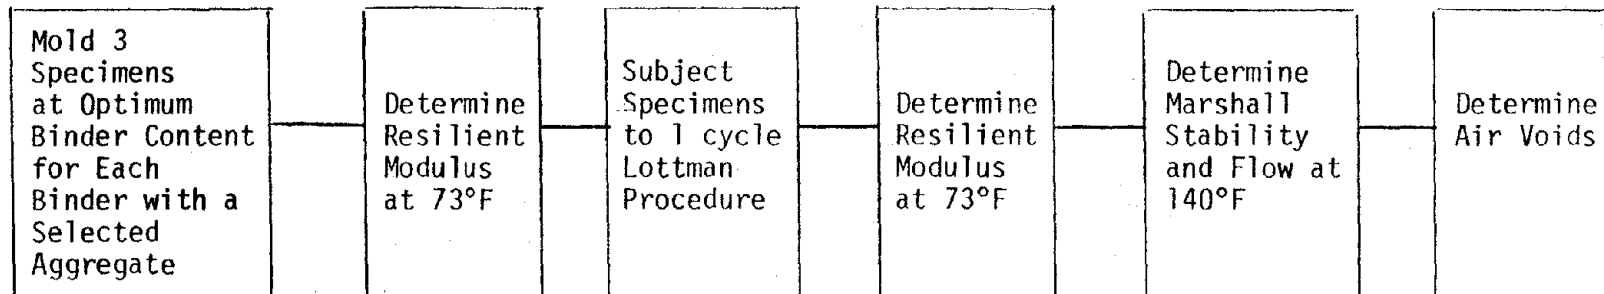 Mold 3
Specimens
at Optimum
Binder Content
for Each
Binder with a
Selected
Aggregate
Determine
Resilient
Modulus
at 73°F
Subject
Specimens
to 1 cycle
Lottman
Procedure
Determine
Resilient
Modulus
at 73°F
Determine
Marshall
Stability
and Flow at
140°F
Determine
Air Voids